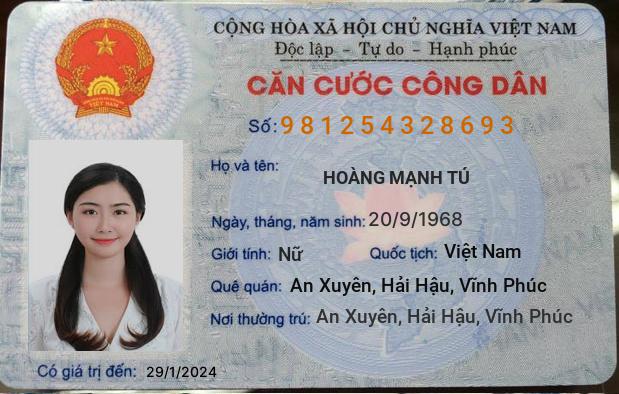 CỘNG HÒA XÃ HỘI CHỦ NGHĨA VIỆT NAM
Độc lập - Tự do - Hạnh phúc
CĂN CƯỚC CÔNG DÂN
Số: 981254328693
Họ và tên:
HOÀNG MẠNH TÚ
Ngày, tháng, năm sinh: 20/9/1968
Giới tính: Nữ Quốc tịch: Việt Nam
Quê quán: An Xuyên, Hải Hậu, Vĩnh Phúc
Nơi thường trú: An Xuyên, Hải Hậu, Vĩnh Phúc
Có giá trị đến: 29/1/2024
VIỆT NAM